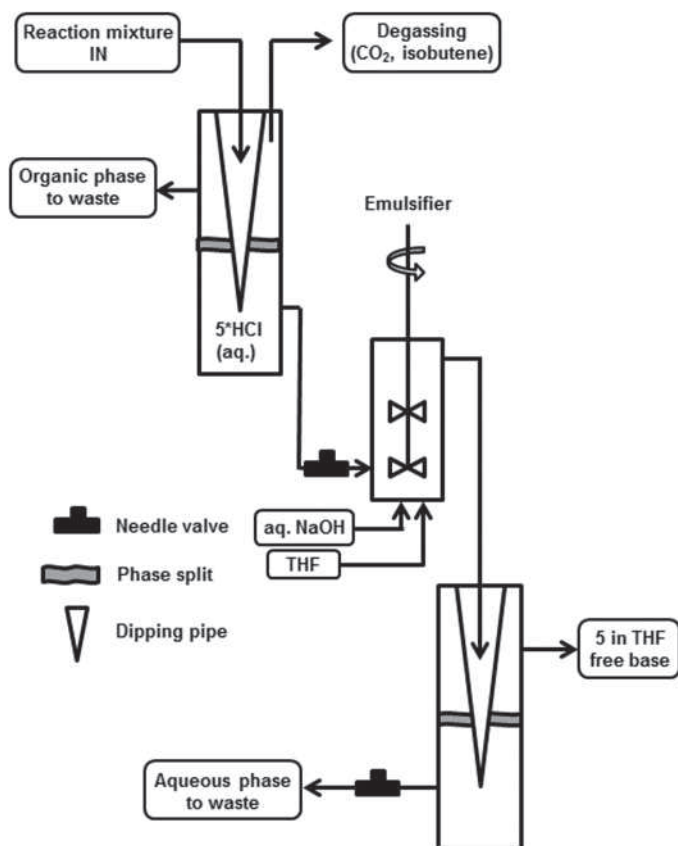 Reaction mixture
IN
Degassing
(CO₂, isobutene)
Organic phase
to waste
Emulsifier
5*HCl
(aq.)
Needle valve
aq. NaOH
THF
Phase split
Dipping pipe
5 in THF
free base
Aqueous phase
to waste